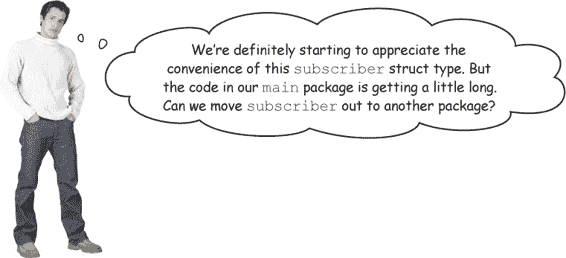 We're definitely starting to appreciate the
convenience of this subscriber struct type. But
the code in our main package is getting a little long.
Can we move subscriber out to another package?